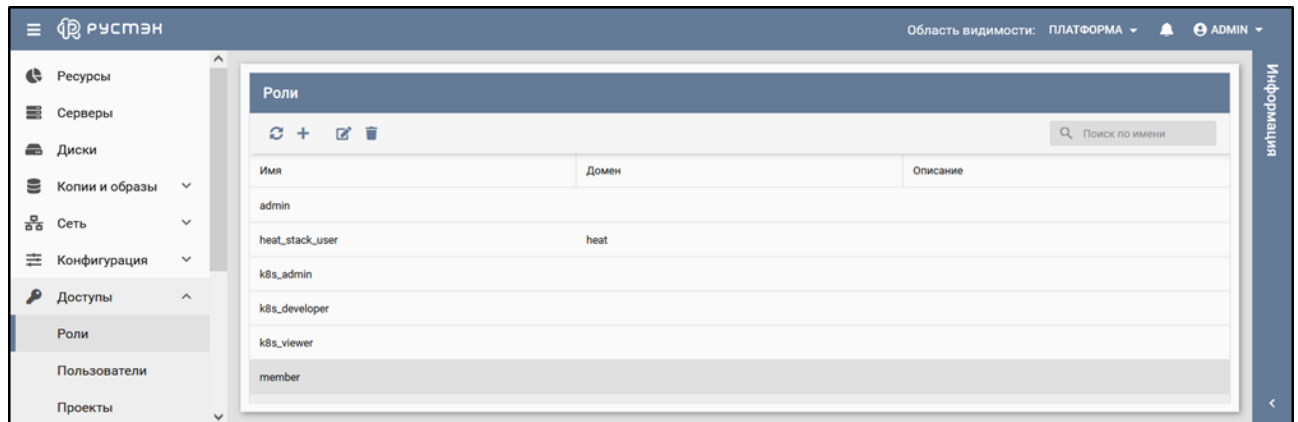 РУСТЭК
Область видимости: ПЛАТФОРМА
ADMIN
Ресурсы
Серверы
Диски
Копии и образы
Сеть
Конфигурация
Доступы
Роли
Пользователи
Проекты
Роли
Поиск по имени
Имя Домен Описание
admin
heat_stack_user heat
k8s_admin
k8s_developer
k8s_viewer
member
Информация